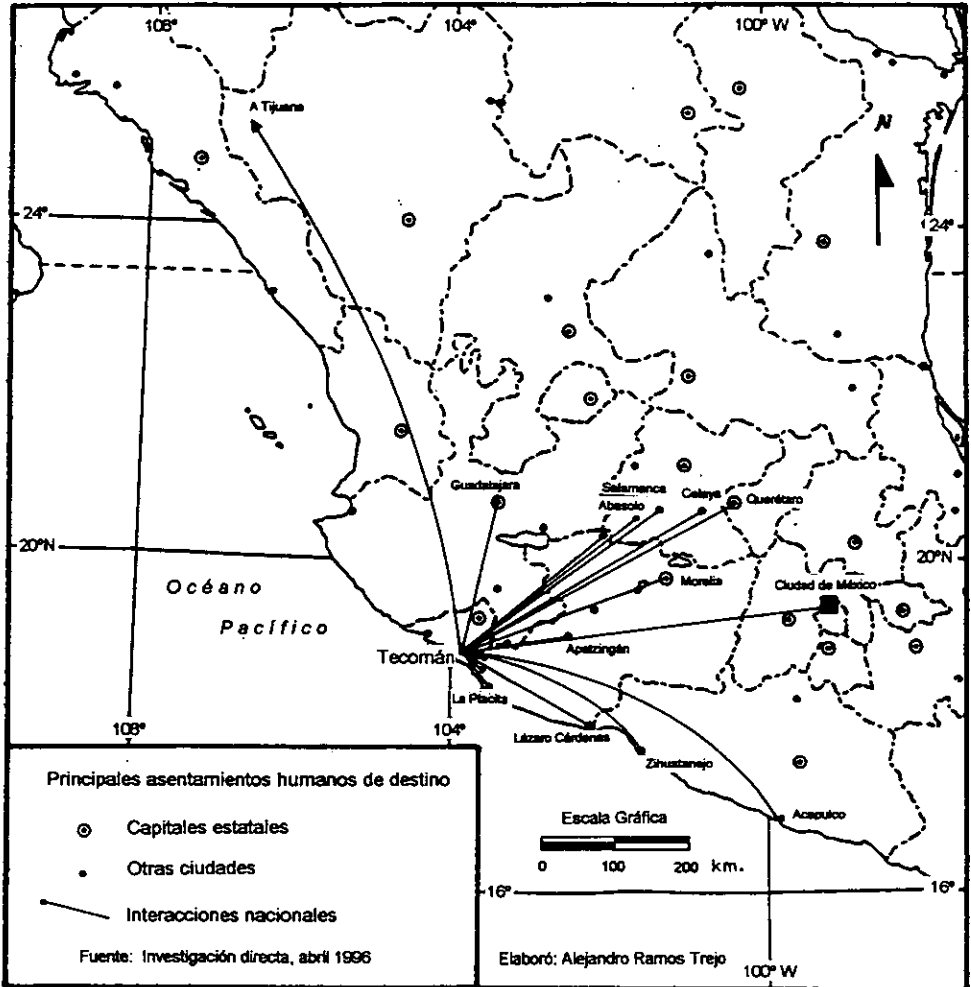 108°
104°
100° W
A Tijuana
N
24°
24°
Guadalajara
Salamanca
Abasolo
Celaya
Querétaro
20°N
20°N
Océano
Pacífico
Morelia
Ciudad de México
Tecomán
Apatzingán
La Placita
108°
104°
Lázaro Cárdenas
Zihuatanejo
Acapulco
Principales asentamientos humanos de destino
Capitales estatales
Otras ciudades
Interacciones nacionales
Fuente: Investigación directa, abril 1996
Escala Gráfica
0 100 200 km.
16°
16°
Elaboró: Alejandro Ramos Trejo
100° W